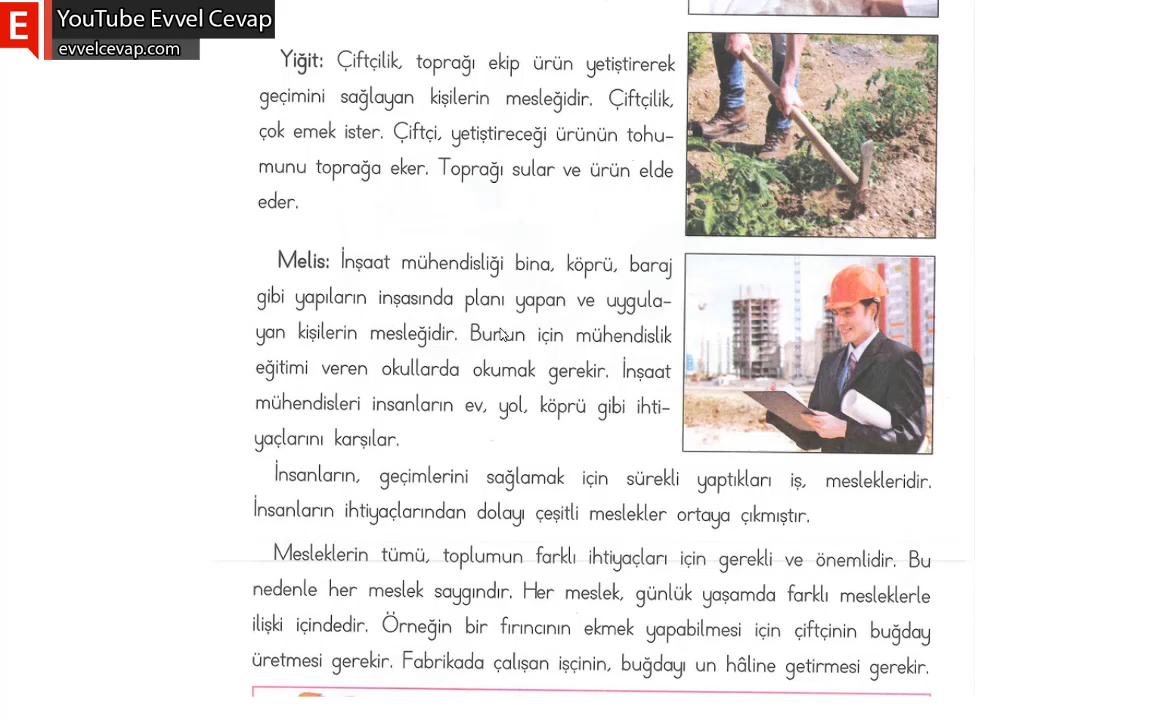 E
YouTube Evvel Cevap
evvelcevap.com
Yiğit: Çiftçilik, toprağı ekip ürün yetiştirerek
geçimini sağlayan kişilerin mesleğidir. Çiftçilik,
çok emek ister. Çiftçi, yetiştireceği ürünün tohu-
munu toprağa eker. Toprağı sular ve ürün elde
eder.
Melis: İnşaat mühendisliği bina, köprü, baraj
gibi yapıların inşasında planı yapan ve uygula-
yan kişilerin mesleğidir. Bunun için mühendislik
eğitimi veren okullarda okumak gerekir. İnşaat
mühendisleri insanların ev, yol, köprü gibi ihti-
yaçlarını karşılar.
İnsanların, geçimlerini sağlamak için sürekli yaptıkları iş, meslekleridir.
İnsanların ihtiyaçlarından dolayı çeşitli meslekler ortaya çıkmıştır.
Mesleklerin tümü, toplumun farklı ihtiyaçları için gerekli ve önemlidir. Bu
nedenle her meslek saygındır. Her meslek, günlük yaşamda farklı mesleklerle
ilişki içindedir. Örneğin bir fırıncının ekmek yapabilmesi için çiftçinin buğday
üretmesi gerekir. Fabrikada çalışan işçinin, buğdayı un hâline getirmesi gerekir.